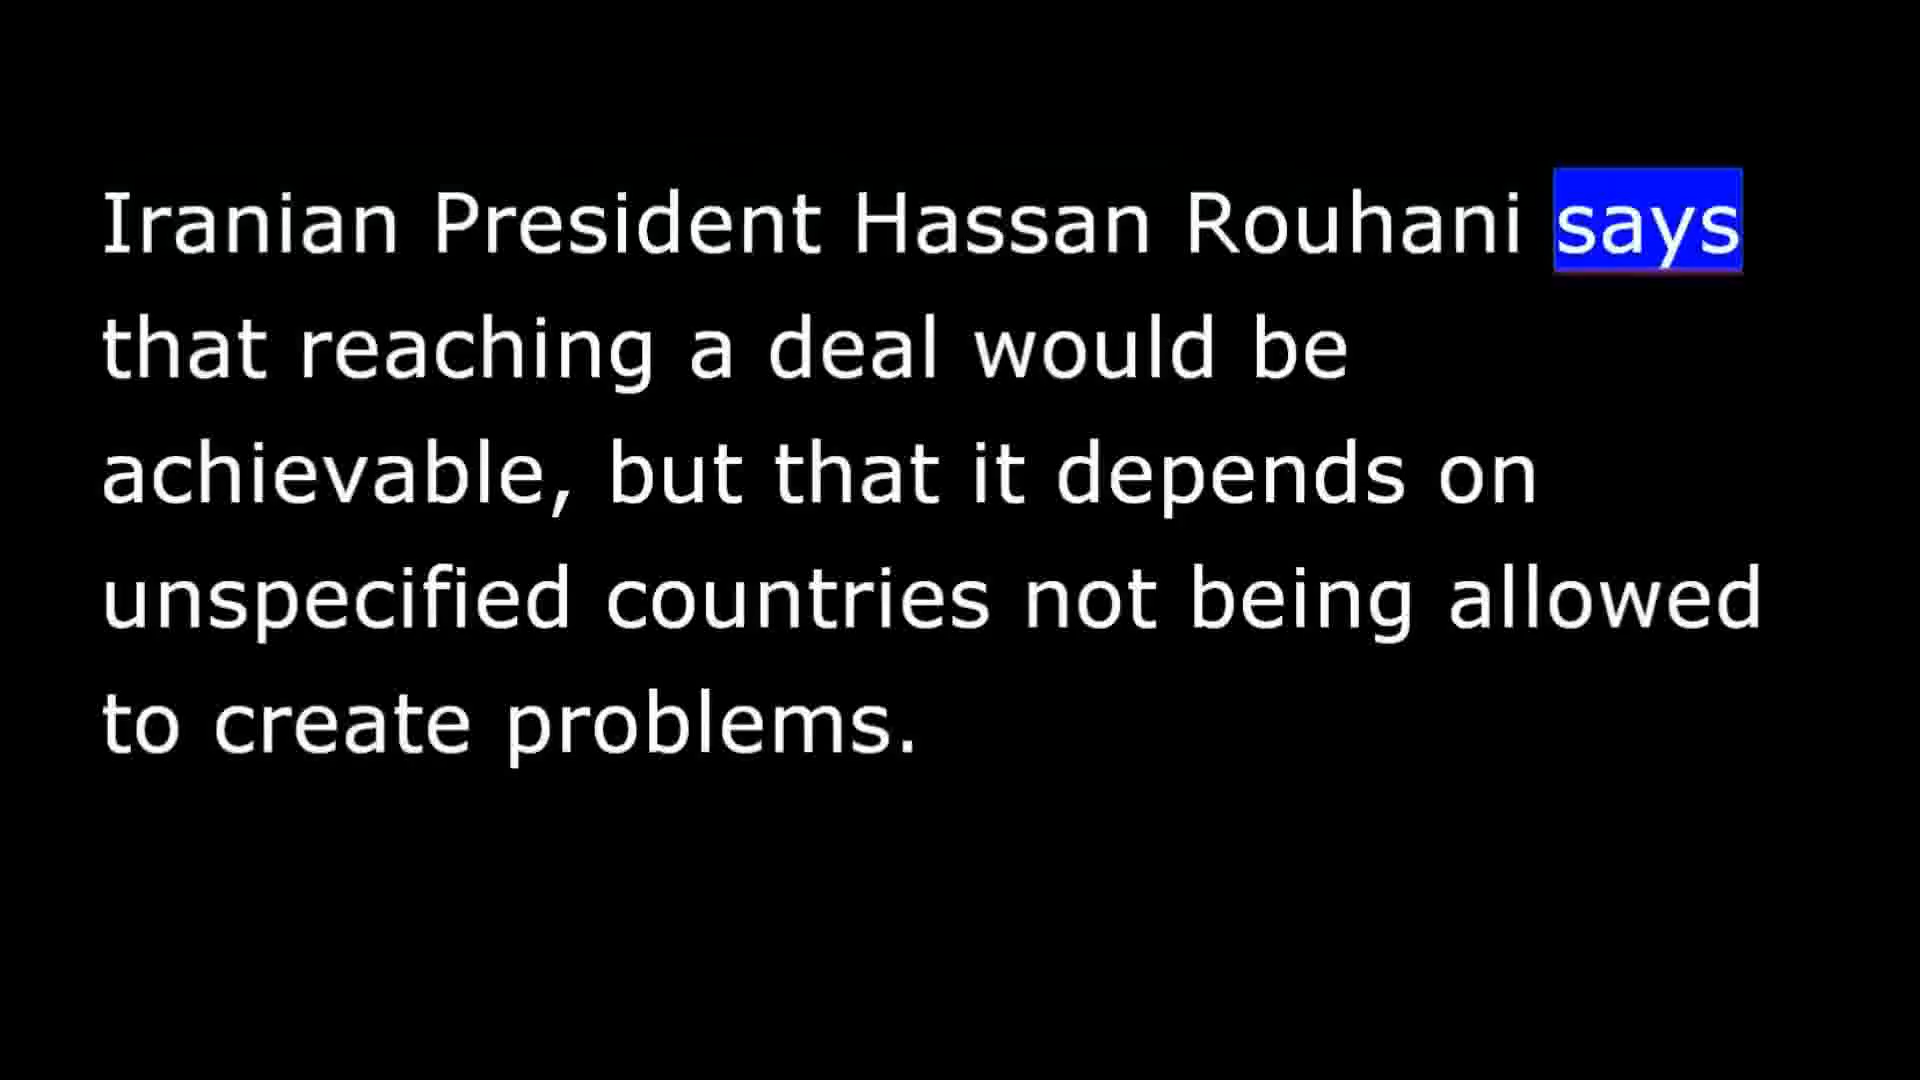 Iranian President Hassan Rouhani says
that reaching a deal would be
achievable, but that it depends on
unspecified countries not being allowed
to create problems.